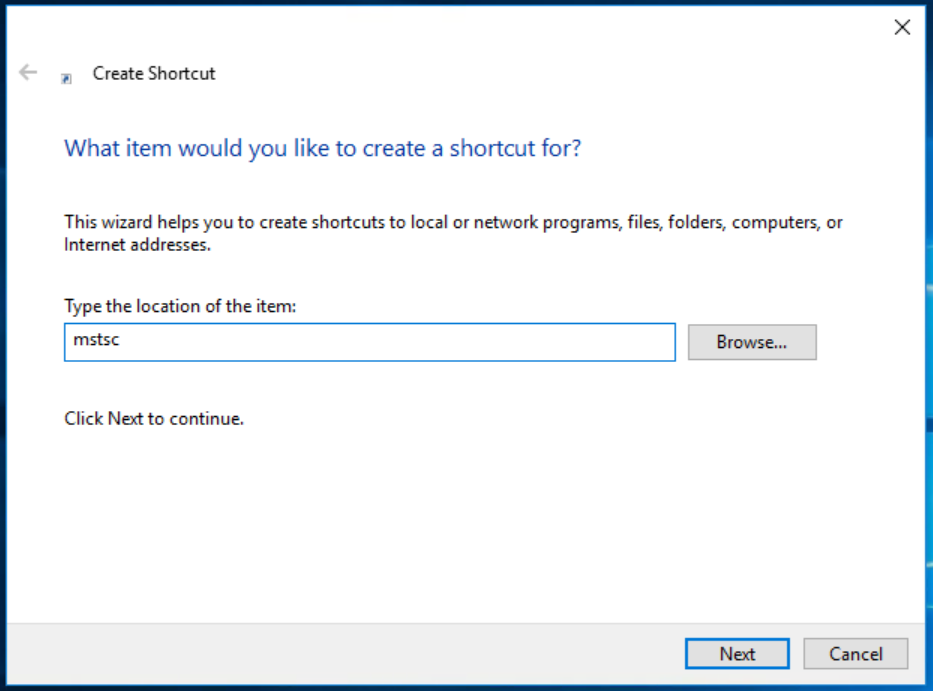 Create Shortcut
What item would you like to create a shortcut for?
This wizard helps you to create shortcuts to local or network programs, files, folders, computers, or
Internet addresses.
Type the location of the item:
mstsc
Browse...
Click Next to continue.
Next
Cancel